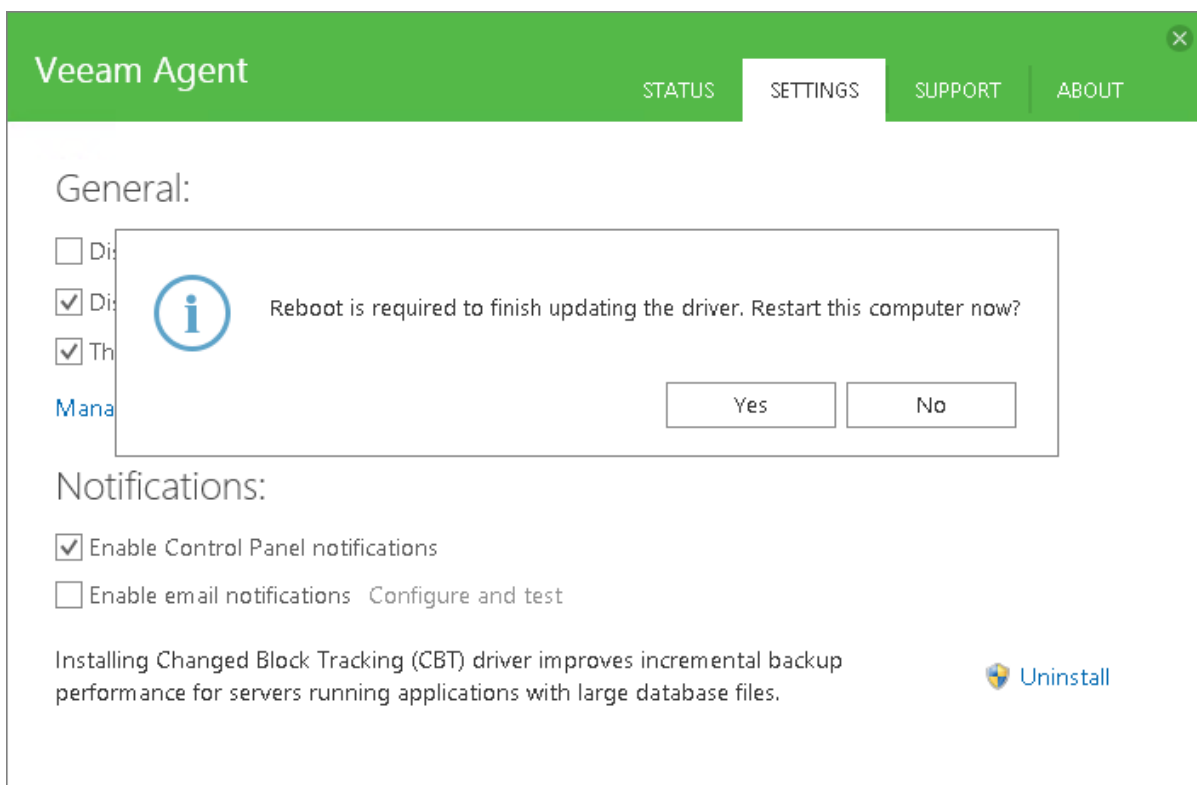 Veeam Agent
STATUS
SETTINGS
SUPPORT
ABOUT
General:
Reboot is required to finish updating the driver. Restart this computer now?
Yes
No
Notifications:
Enable Control Panel notifications
Enable email notifications Configure and test
Installing Changed Block Tracking (CBT) driver improves incremental backup
performance for servers running applications with large database files.
Uninstall